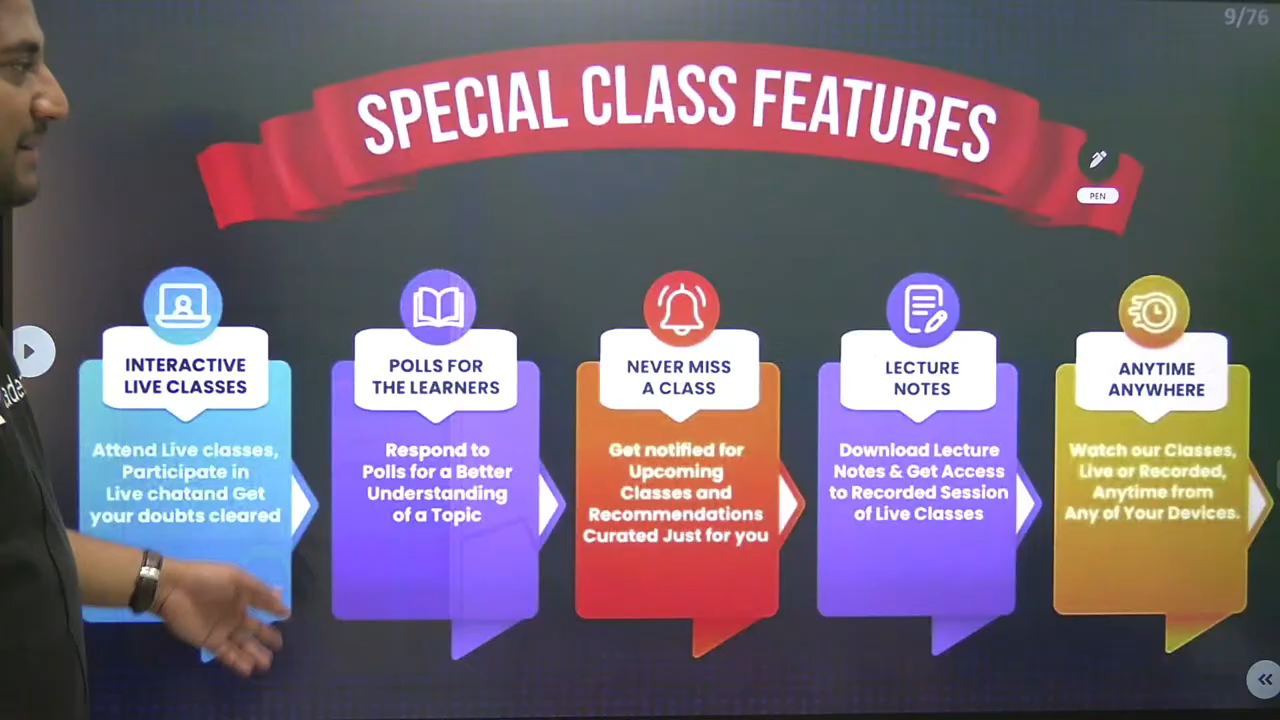 9/76
SPECIAL CLASS FEATURES
PEN
INTERACTIVE
LIVE CLASSES
Attend Live classes,
Participate in
Live chatand Get
your doubts cleared
POLLS FOR
THE LEARNERS
Respond to
Polls for a Better
Understanding
of a Topic
NEVER MISS
A CLASS
Get notified for
Upcoming
Classes and
Recommendations
Curated Just for you
LECTURE
NOTES
Download Lecture
Notes & Get Access
to Recorded Session
of Live Classes
ANYTIME
ANYWHERE
Watch our Classes,
Live or Recorded,
Anytime from
Any of Your Devices.